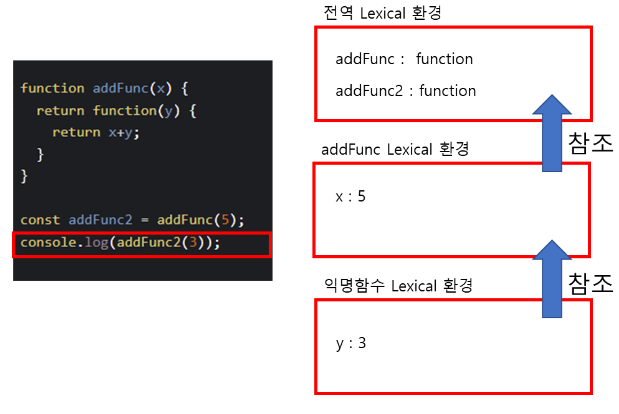 function addFunc(x) {
return function(y) {
return x+y;
}
}
const addFunc2 = addFunc(5);
console.log(addFunc2(3));
전역 Lexical 환경
addFunc : function
addFunc2 : function
참조
addFunc Lexical 환경
x : 5
참조
익명함수 Lexical 환경
y : 3